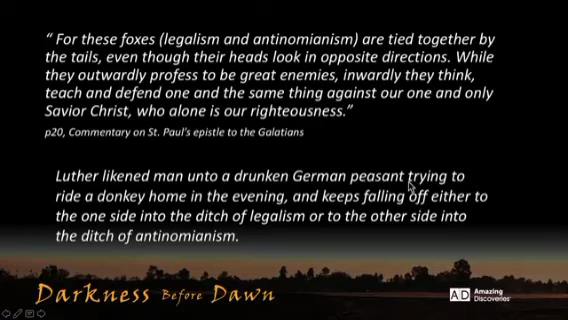 “ For these foxes (legalism and antinomianism) are tied together by
the tails, even though their heads look in opposite directions. While
they outwardly profess to be great enemies, inwardly they think,
teach and defend one and the same thing against our one and only
Savior Christ, who alone is our righteousness.”
p20, Commentary on St. Paul's epistle to the Galatians
Luther likened man unto a drunken German peasant trying to
ride a donkey home in the evening, and keeps falling off either to
the one side into the ditch of legalism or to the other side into
the ditch of antinomianism.
Darkness Before Dawn
AD Amazing
Discoveries